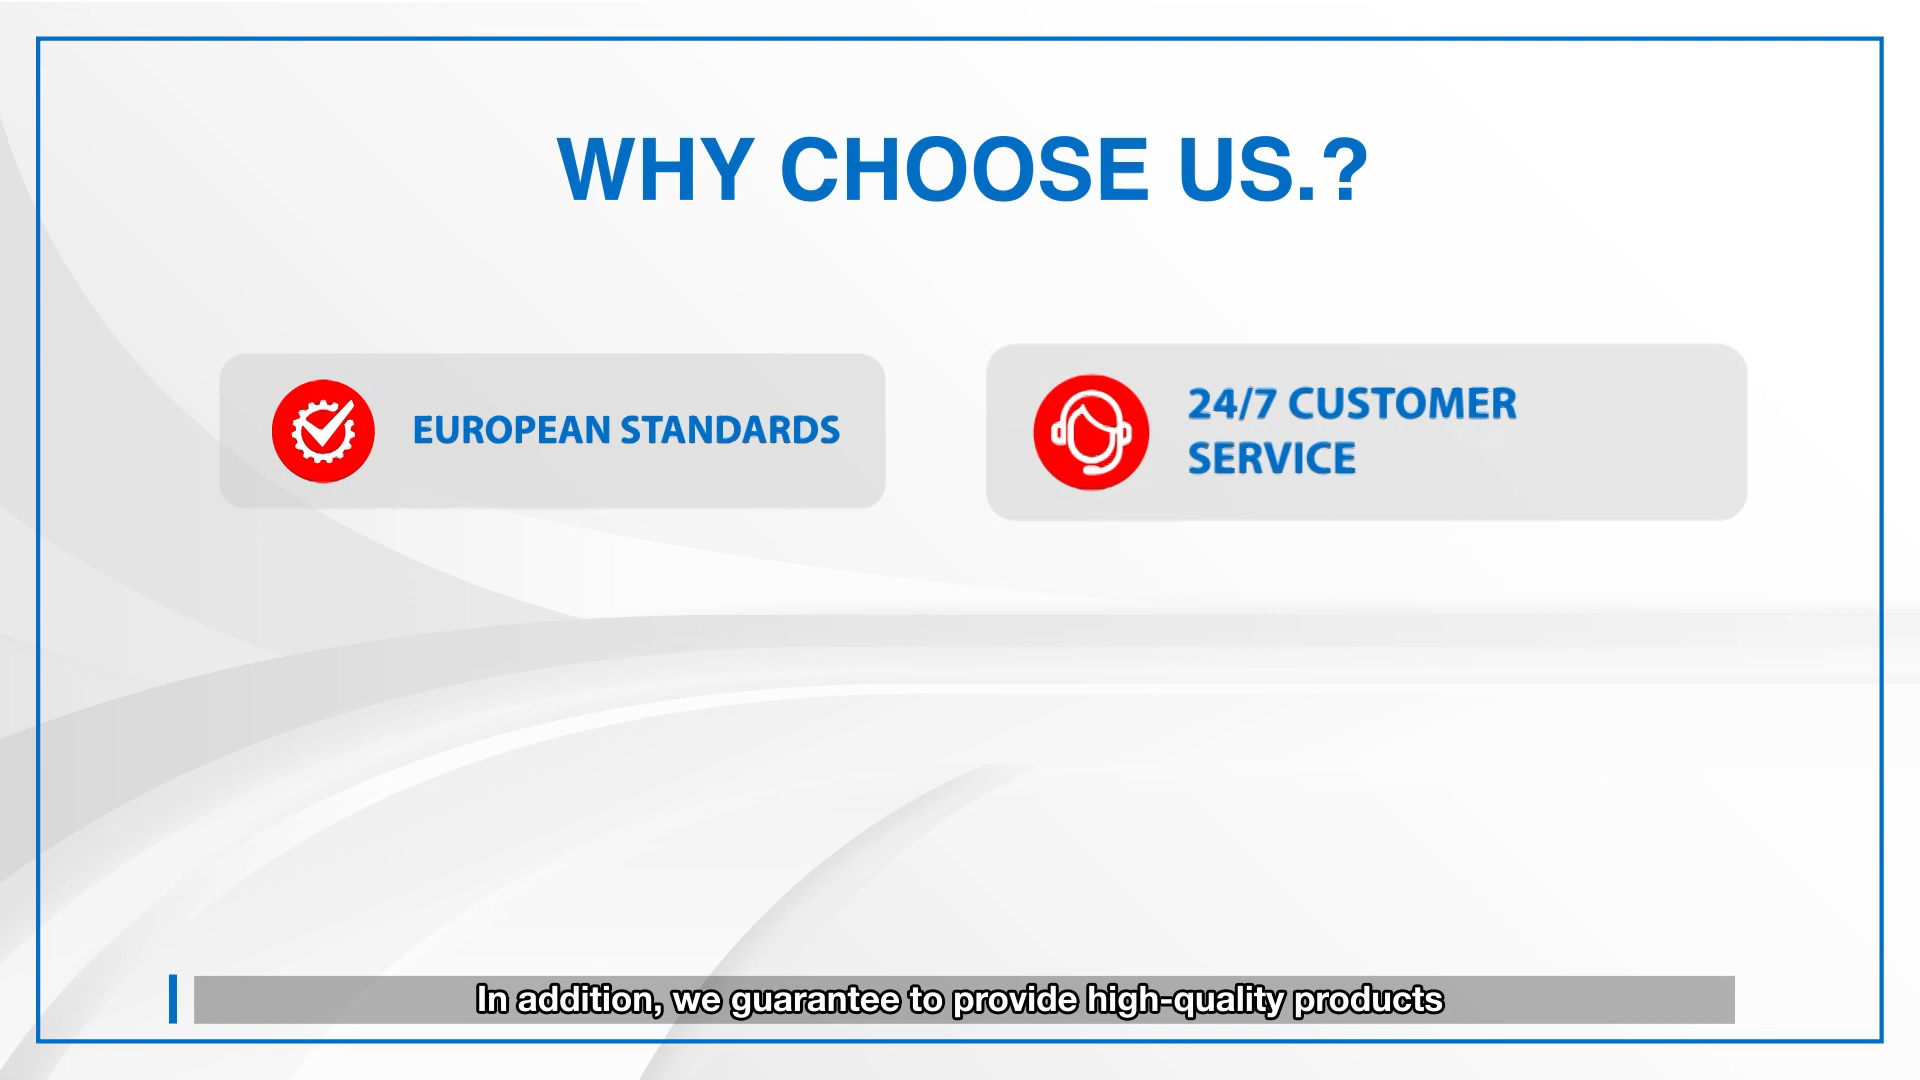 WHY CHOOSE US.?
EUROPEAN STANDARDS
24/7 CUSTOMER
SERVICE
In addition, we guarantee to provide high-quality products